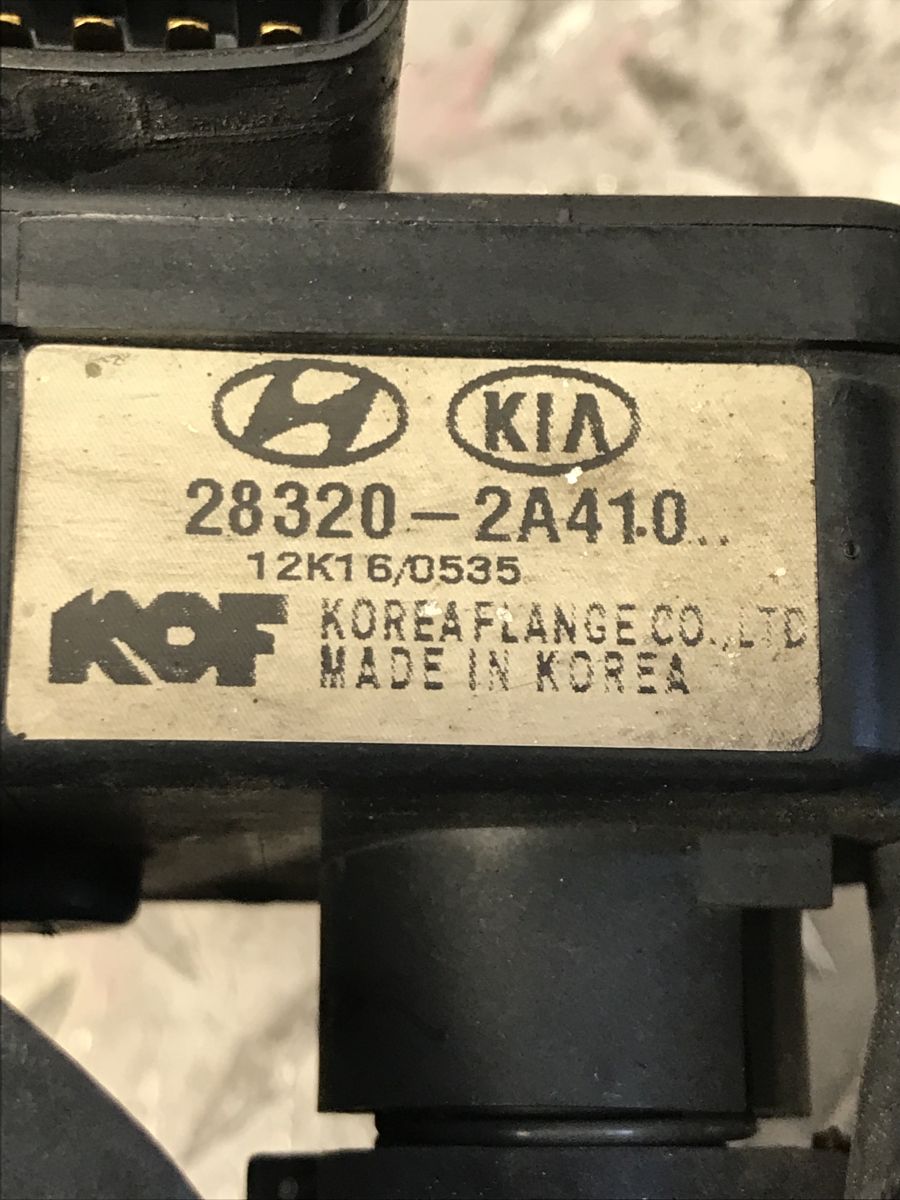 KIA
28320-2A410
12K16/0535
KOF
KOREA FLANGE CO.,LTD
MADE IN KOREA